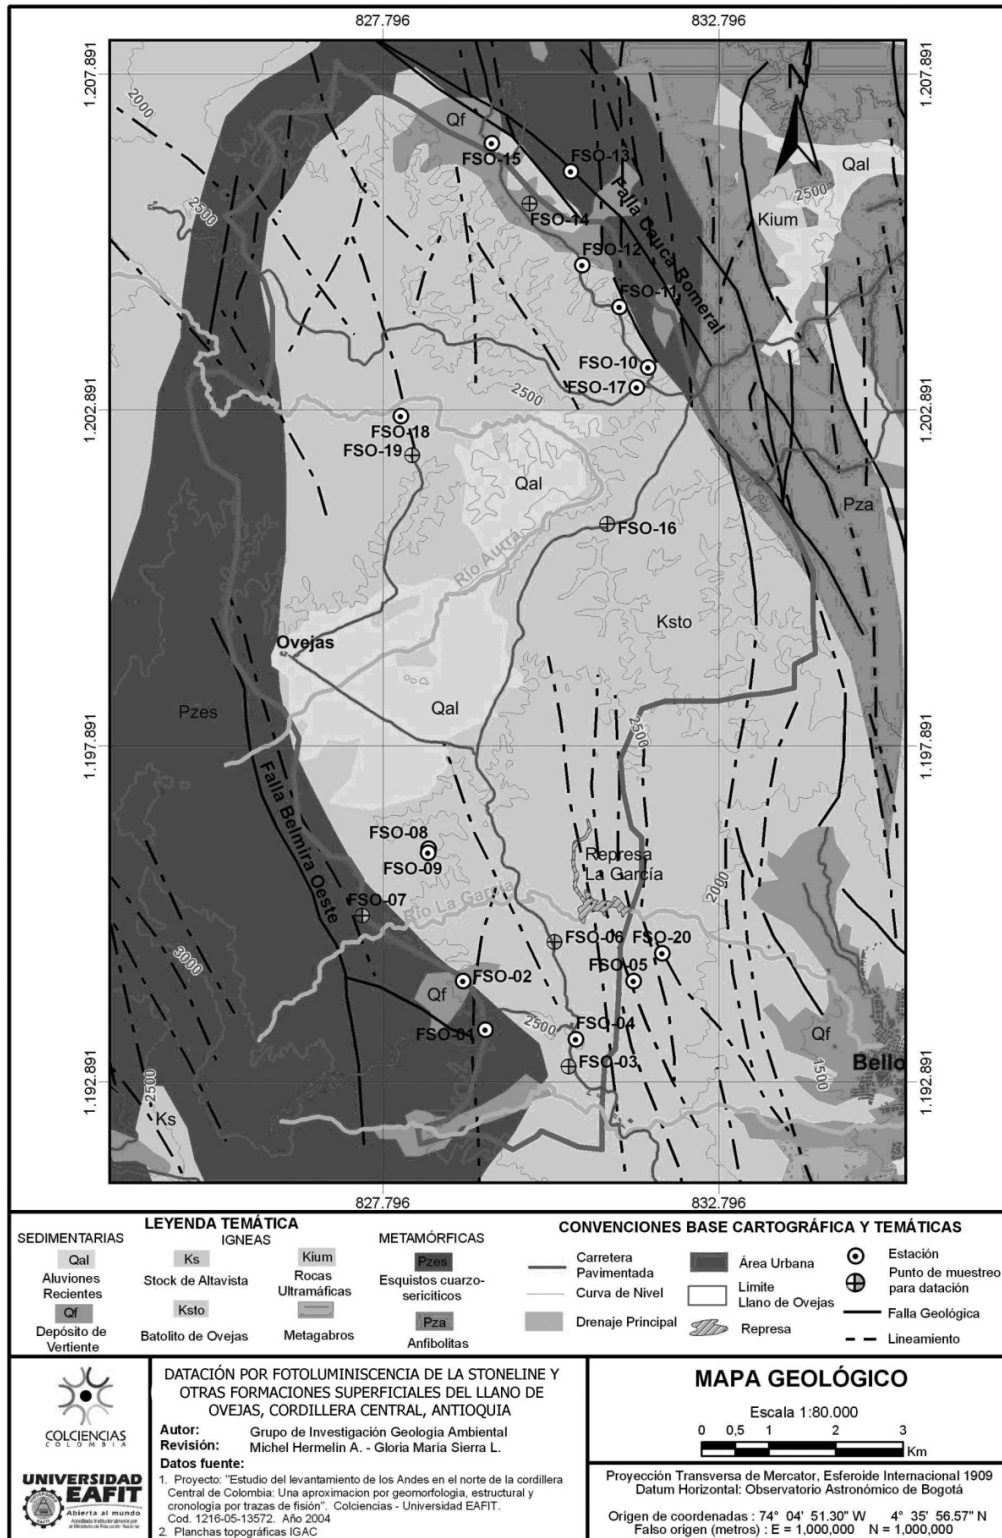 827.796
832.796
1.207.891
1.207.891
2000
Qf
FSO-15
FSO-13
Qal
2500
2500
Kium
FSO-14
Falla Cauca Romeral
FSO-12
FSO-11
FSO-10
FSO-17
2500
1.202.891
1.202.891
FSO-18
FSO-19
Qal
Pza
FSO-16
Río Aurrá
Ksto
Ovejas
Pzes
Qal
2500
1.197.891
1.197.891
Falla Belmira Oeste
FSO-08
FSO-09
Represa
La García
2000
FSO-07
Río La García
FSO-06
FSO-20
3000
FSO-02
FSO-05
Qf
FSO-01
2500
FSO-04
Qf
FSO-03
Bello
1500
1.192.891
1.192.891
2500
Ks
827.796
832.796
LEYENDA TEMÁTICA
SEDIMENTARIAS
IGNEAS
METAMÓRFICAS
Qal
Aluviones
Recientes
Qf
Depósito de
Vertiente
Ks
Stock de Altavista
Ksto
Batolito de Ovejas
Kium
Rocas
Ultramáficas
Metagabros
Pzes
Esquistos cuarzo-
sericiticos
Pza
Anfibolitas
CONVENCIONES BASE CARTOGRÁFICA Y TEMÁTICAS
Carretera
Pavimentada
Curva de Nivel
Drenaje Principal
Área Urbana
Limite
Llano de Ovejas
Represa
Estación
Punto de muestreo
para datación
Falla Geológica
Lineamiento
COLCIENCIAS
COLOMBIA
UNIVERSIDAD
EAFIT
Abierta al mundo
DATACIÓN POR FOTOLUMINISCENCIA DE LA STONELINE Y
OTRAS FORMACIONES SUPERFICIALES DEL LLANO DE
OVEJAS, CORDILLERA CENTRAL, ANTIOQUIA
Autor: Grupo de Investigación Geología Ambiental
Revisión: Michel Hermelin A. - Gloria Maria Sierra L.
Datos fuente:
1. Proyecto: "Estudio del levantamiento de los Andes en el norte de la cordillera
Central de Colombia: Una aproximacion por geomorfologia, estructural y
cronologia por trazas de fisión". Colciencias - Universidad EAFIT.
Cod. 1216-05-13572. Año 2004
2. Planchas topográficas IGAC
MAPA GEOLÓGICO
Escala 1:80.000
0 0,5 1 2 3
Km
Proyección Transversa de Mercator, Esferoide Internacional 1909
Datum Horizontal: Observatorio Astronómico de Bogotá
Origen de coordenadas : 74° 04' 51.30" W 4° 35' 56.57" N
Falso origen (metros) : E = 1,000,000 N = 1,000,000